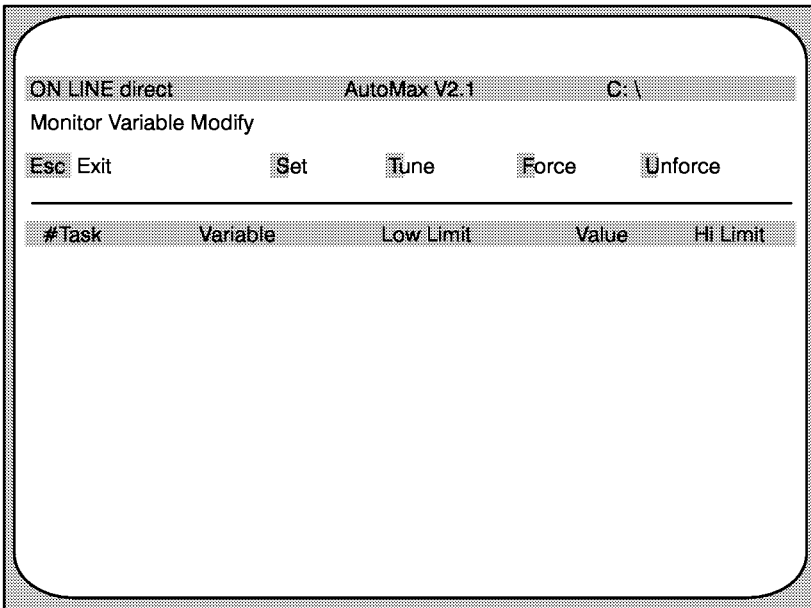 ON LINE direct AutoMax V2.1 C: \
Monitor Variable Modify
Esc Exit Set Tune Force Unforce
#Task Variable Low Limit Value Hi Limit